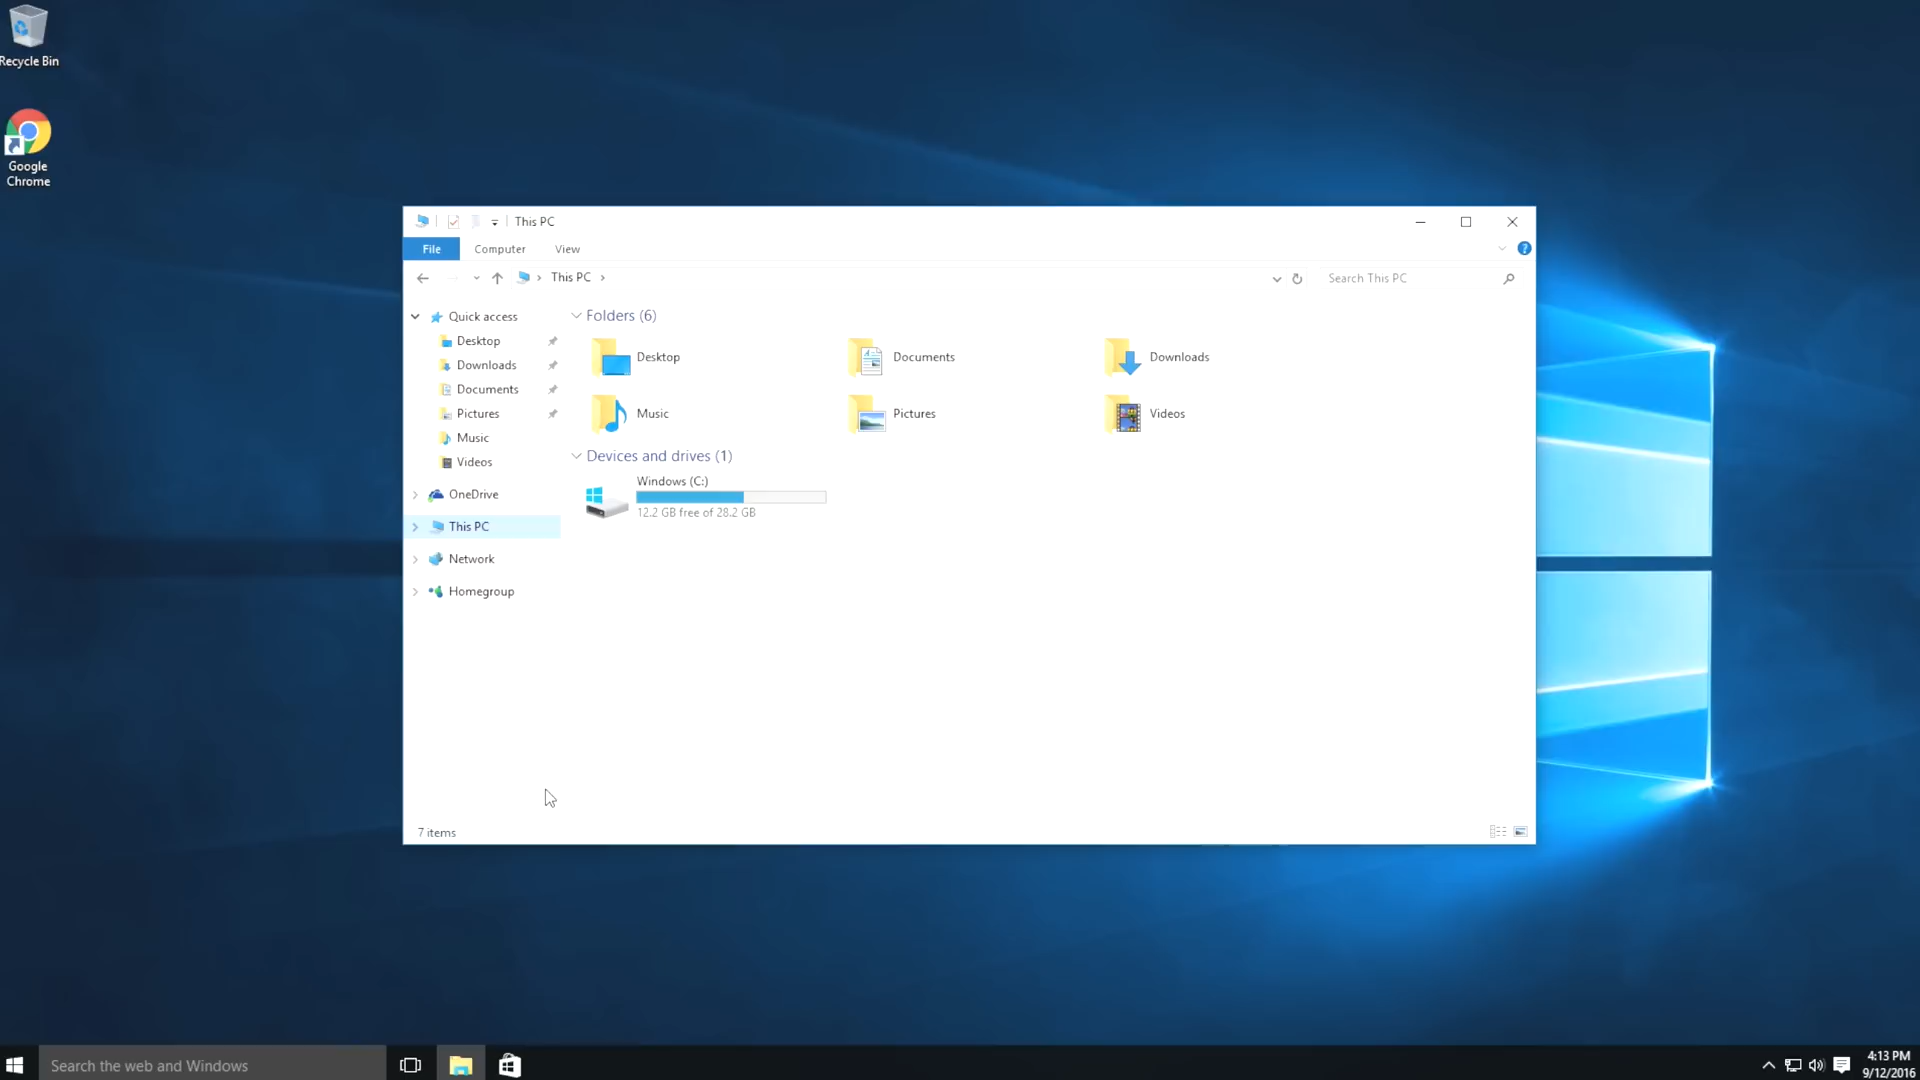 Recycle Bin
Google
Chrome
This PC
File
Computer
View
This PC
Search This PC
Quick access
Desktop
Downloads
Documents
Pictures
Music
Videos
OneDrive
This PC
Network
Homegroup
Folders (6)
Desktop
Documents
Downloads
Music
Pictures
Videos
Devices and drives (1)
Windows (C:)
12.2 GB free of 28.2 GB
7 items
Search the web and Windows
4:13 PM
9/12/2016